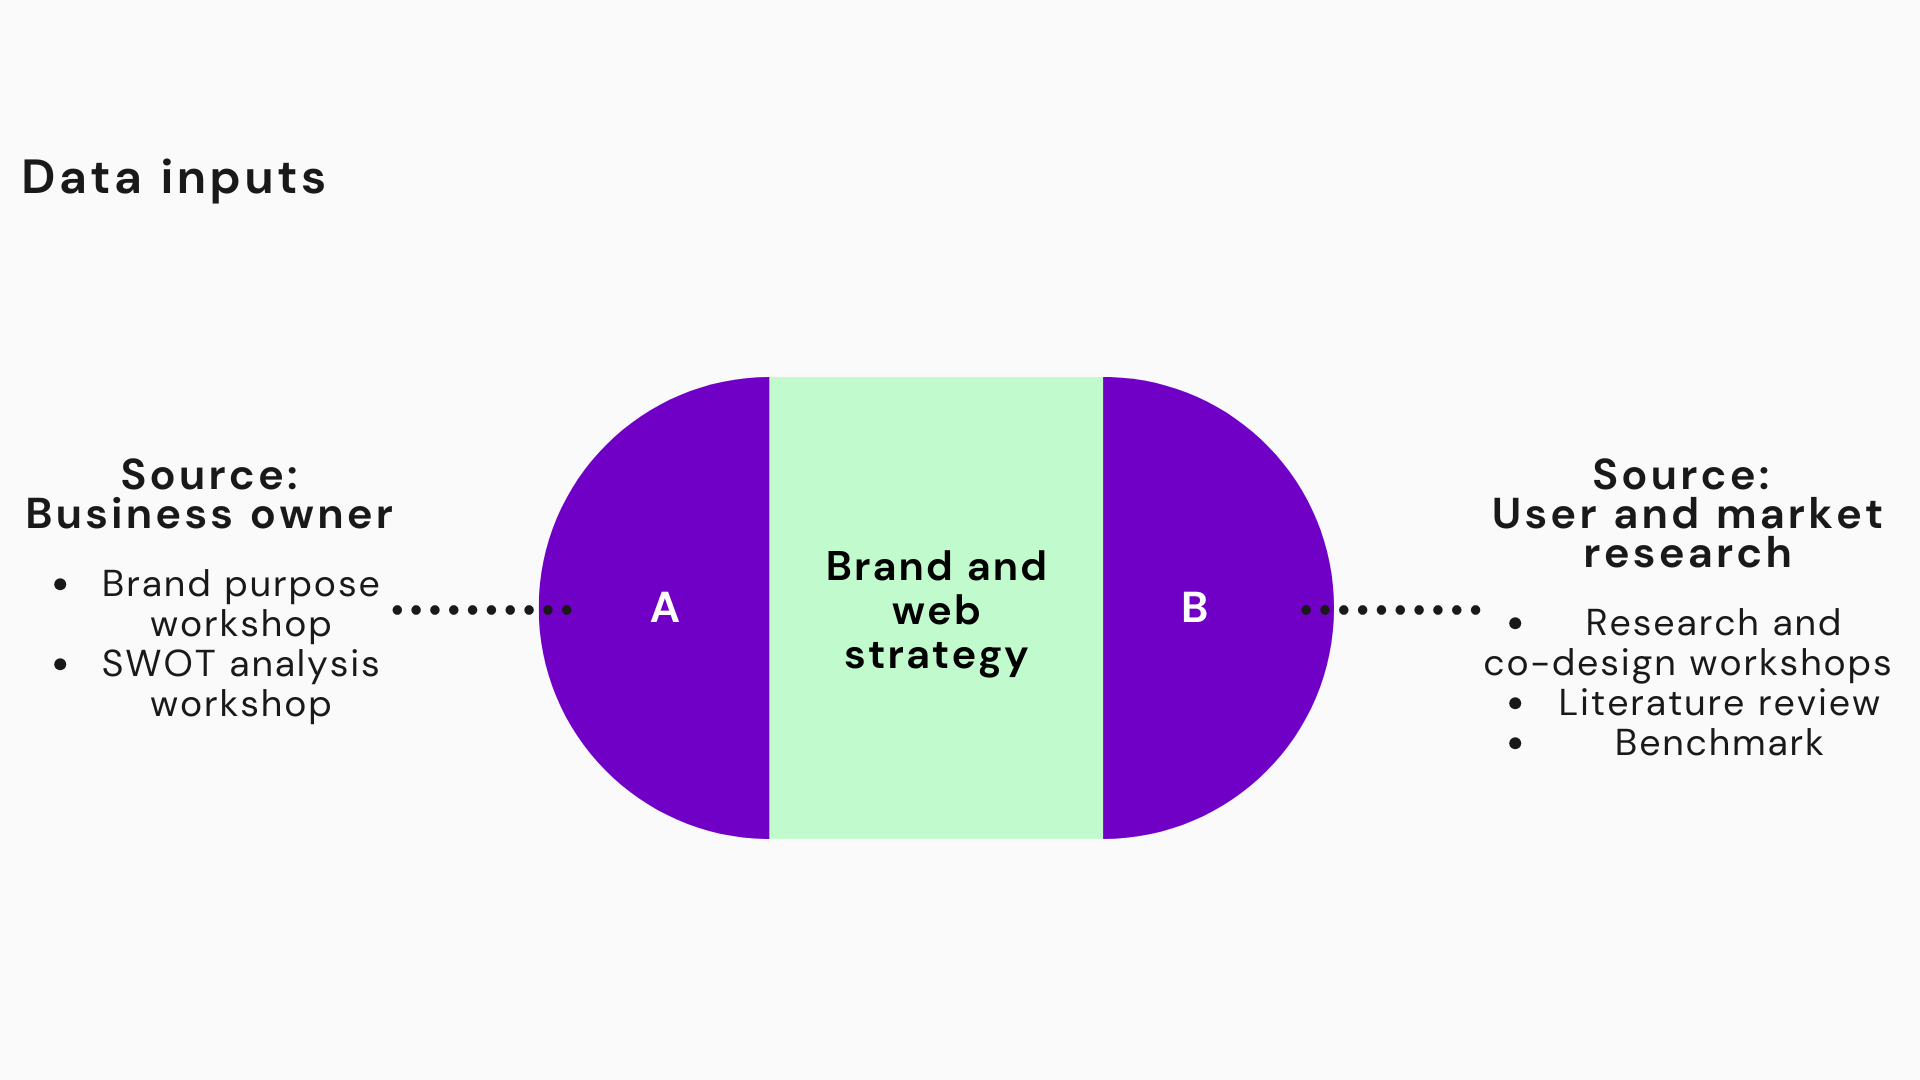 Data inputs
Source:
Business owner
• Brand purpose
workshop
• SWOT analysis
workshop
A
Brand and
web
strategy
B
Source:
User and market
research
• Research and
co-design workshops
• Literature review
• Benchmark